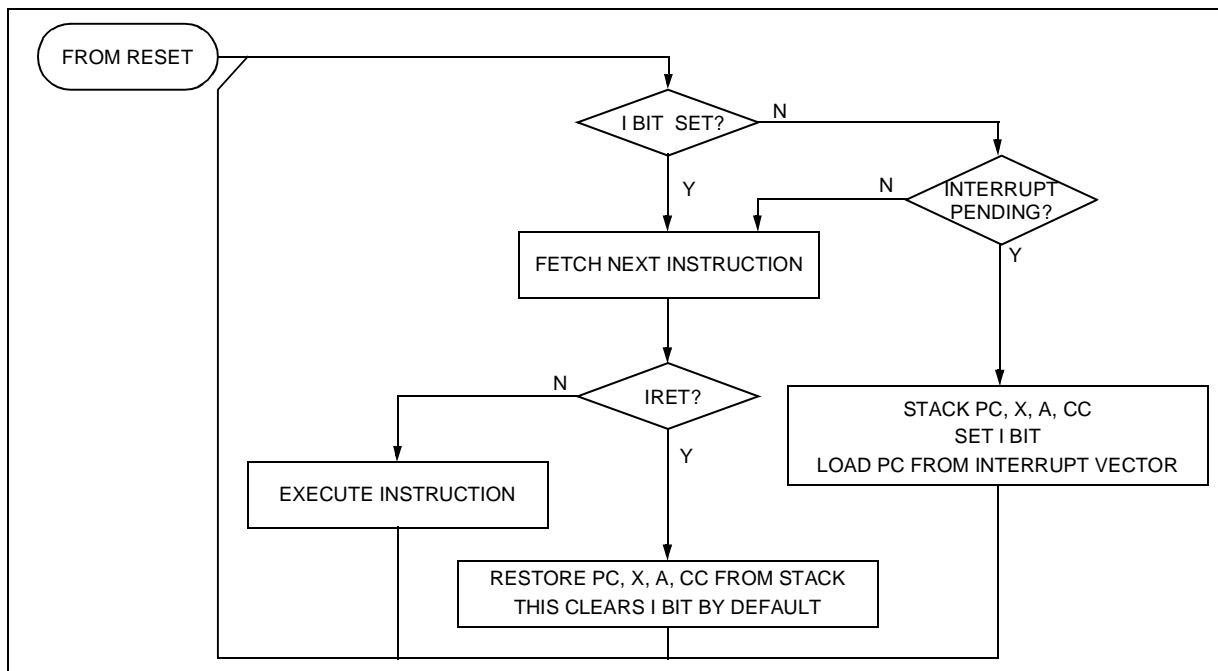 FROM RESET
I BIT SET?
N
Y
N
INTERRUPT
PENDING?
Y
FETCH NEXT INSTRUCTION
N
IRET?
Y
STACK PC, X, A, CC
SET I BIT
LOAD PC FROM INTERRUPT VECTOR
EXECUTE INSTRUCTION
RESTORE PC, X, A, CC FROM STACK
THIS CLEARS I BIT BY DEFAULT